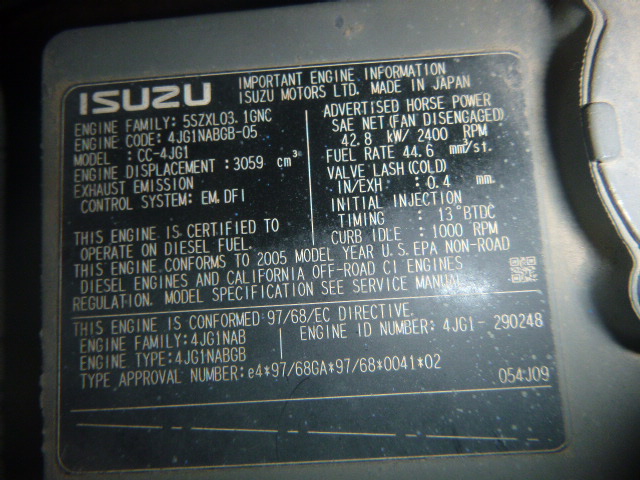 ISUZU
IMPORTANT ENGINE INFORMATION
ISUZU MOTORS LTD. MADE IN JAPAN
ENGINE FAMILY: 5SZXL03.1GNC
ENGINE CODE: 4JG1NABGB-05
MODEL : CC-4JG1
ENGINE DISPLACEMENT :3059 cm³
EXHAUST EMISSION
CONTROL SYSTEM: EM,DFI
THIS ENGINE IS CERTIFIED TO
OPERATE ON DIESEL FUEL.
ADVERTISED HORSE POWER
SAE NET(FAN DISENGAGED)
42.8 kW/ 2400 RPM
FUEL RATE 44.6 mm³/st.
VALVE LASH(COLD)
IN/EXH : 0.4 mm.
INITIAL INJECTION
TIMING : 13°BTDC
CURB IDLE : 1000 RPM
THIS ENGINE CONFORMS TO 2005 MODEL YEAR U.S.EPA NON-ROAD
DIESEL ENGINES AND CALIFORNIA OFF-ROAD CI ENGINES
REGULATION. MODEL SPECIFICATION SEE SERVICE MANUAL
THIS ENGINE IS CONFORMED 97/68/EC DIRECTIVE.
ENGINE FAMILY:4JG1NAB
ENGINE TYPE:4JG1NABGB
ENGINE ID NUMBER: 4JG1- 290248
TYPE APPROVAL NUMBER:e4*97/68GA*97/68*0041*02
054J09